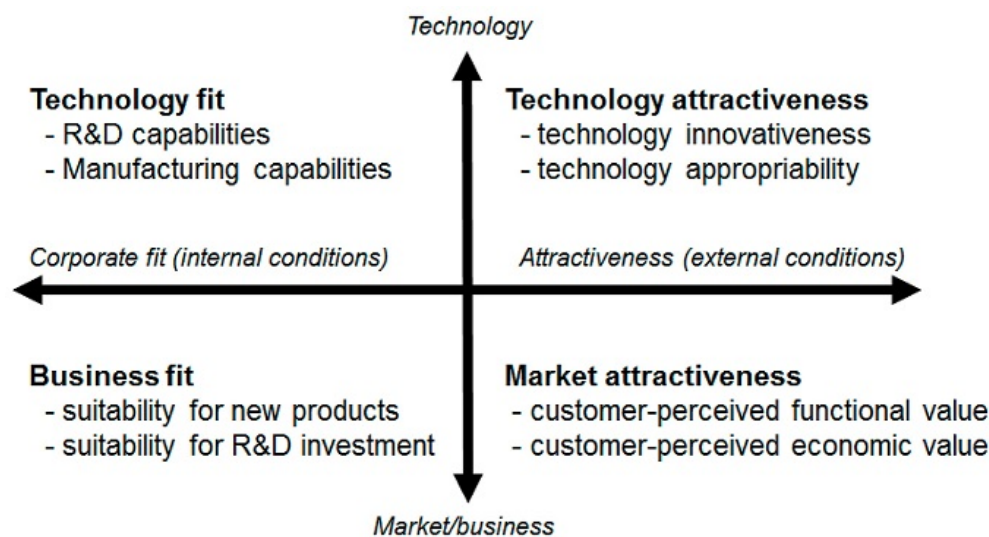 Technology
Technology fit
- R&D capabilities
- Manufacturing capabilities
Technology attractiveness
- technology innovativeness
- technology appropriability
Corporate fit (internal conditions)
Attractiveness (external conditions)
Business fit
- suitability for new products
- suitability for R&D investment
Market attractiveness
- customer-perceived functional value
- customer-perceived economic value
Market/business